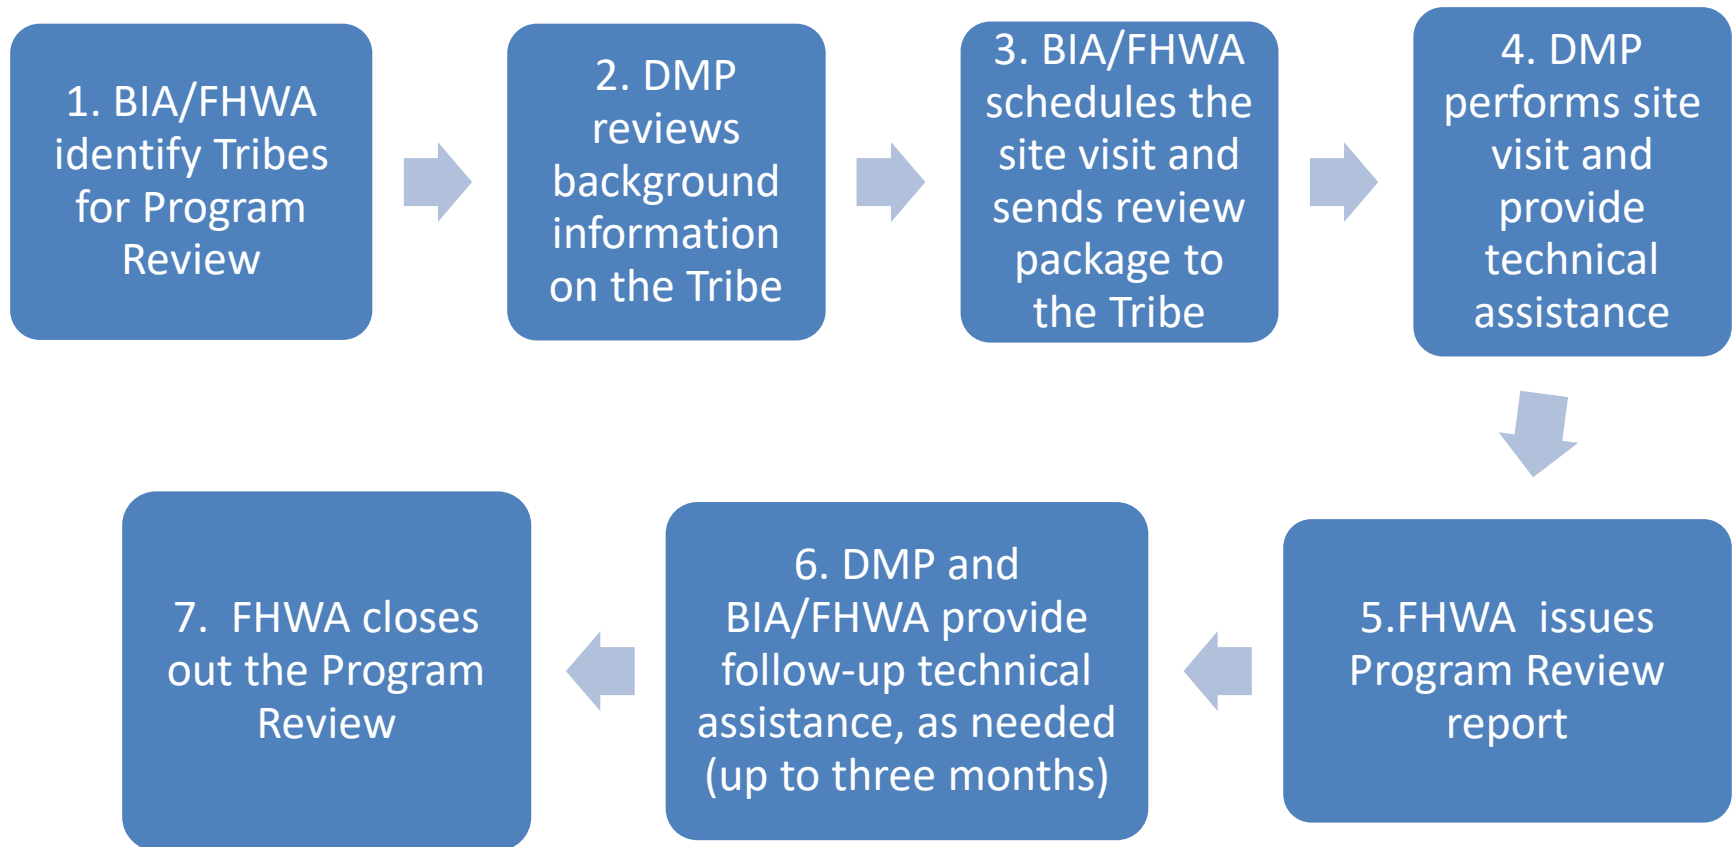 1. BIA/FHWA
identify Tribes
for Program
Review
2. DMP
reviews
background
information
on the Tribe
3. BIA/FHWA
schedules the
site visit and
sends review
package to
the Tribe
4. DMP
performs site
visit and
provide
technical
assistance
5.FHWA  issues
Program Review
report
6. DMP and
BIA/FHWA provide
follow-up technical
assistance, as needed
(up to three months)
7.  FHWA closes
out the Program
Review